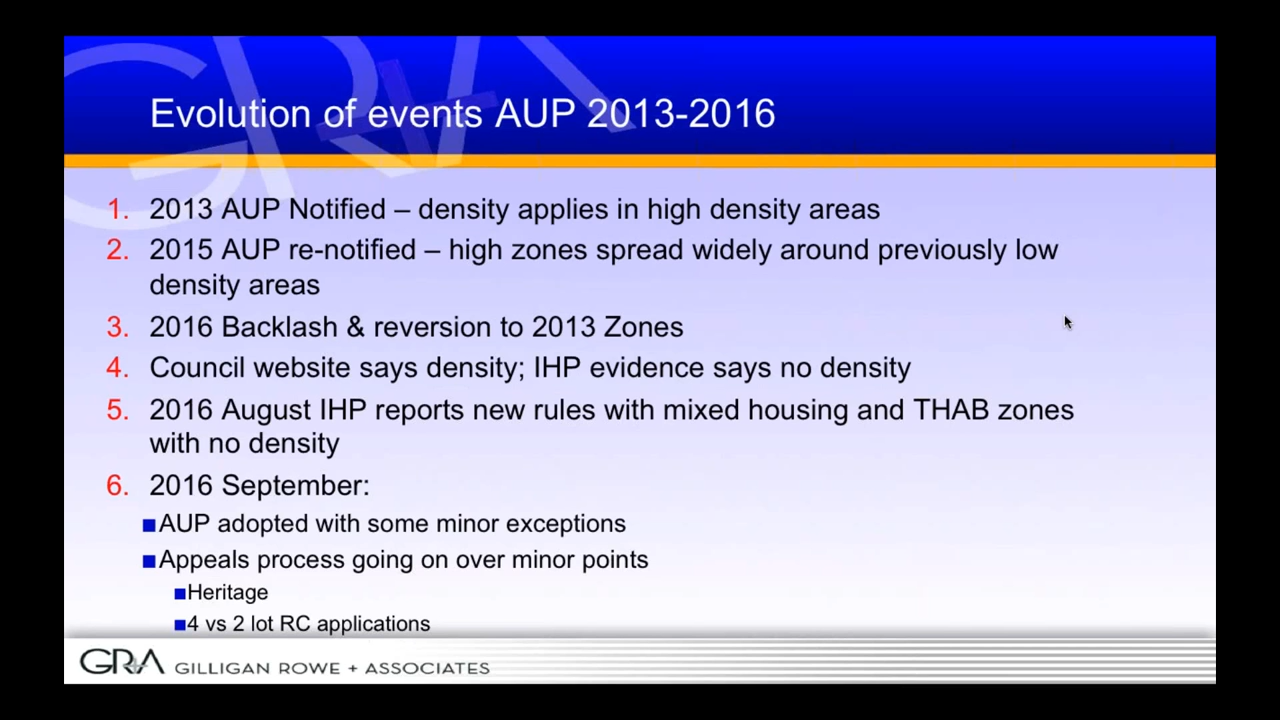 Evolution of events AUP 2013-2016
1. 2013 AUP Notified – density applies in high density areas
2. 2015 AUP re-notified – high zones spread widely around previously low
density areas
3. 2016 Backlash & reversion to 2013 Zones
4. Council website says density; IHP evidence says no density
5. 2016 August IHP reports new rules with mixed housing and THAB zones
with no density
6. 2016 September:
■AUP adopted with some minor exceptions
■Appeals process going on over minor points
■Heritage
■4 vs 2 lot RC applications
GRA GILLIGAN ROWE + ASSOCIATES